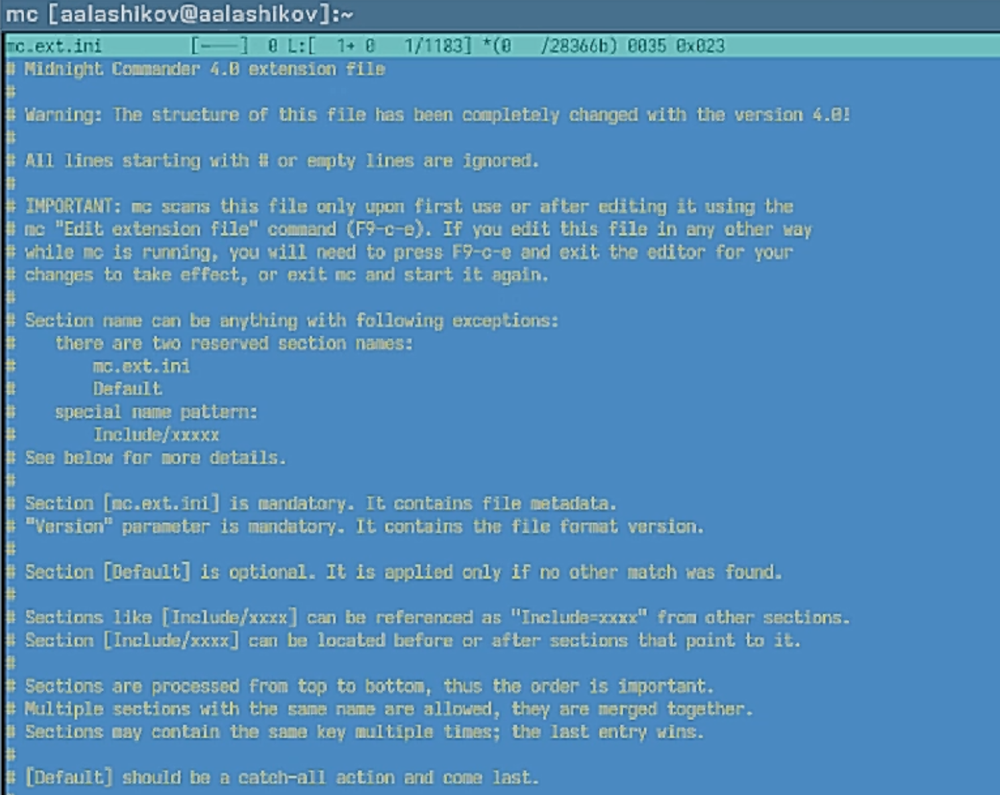 mc [aalashikov@aalashikov]:~
mc.ext.ini [----] 0 L:[ 1+ 0 1/1183] *(0 /28366b) 0035 0x023
# Midnight Commander 4.0 extension file
#
# Warning: The structure of this file has been completely changed with the version 4.0!
#
# All lines starting with # or empty lines are ignored.
#
# IMPORTANT: mc scans this file only upon first use or after editing it using the
# mc "Edit extension file" command (F9-c-e). If you edit this file in any other way
# while mc is running, you will need to press F9-c-e and exit the editor for your
# changes to take effect, or exit mc and start it again.
#
# Section name can be anything with following exceptions:
# there are two reserved section names:
# mc.ext.ini
# Default
# special name pattern:
# Include/xxxxx
# See below for more details.
#
# Section [mc.ext.ini] is mandatory. It contains file metadata.
# "Version" parameter is mandatory. It contains the file format version.
#
# Section [Default] is optional. It is applied only if no other match was found.
#
# Sections like [Include/xxxx] can be referenced as "Include=xxxx" from other sections.
# Section [Include/xxxx] can be located before or after sections that point to it.
#
# Sections are processed from top to bottom, thus the order is important.
# Multiple sections with the same name are allowed, they are merged together.
# Sections may contain the same key multiple times; the last entry wins.
#
# [Default] should be a catch-all action and come last.